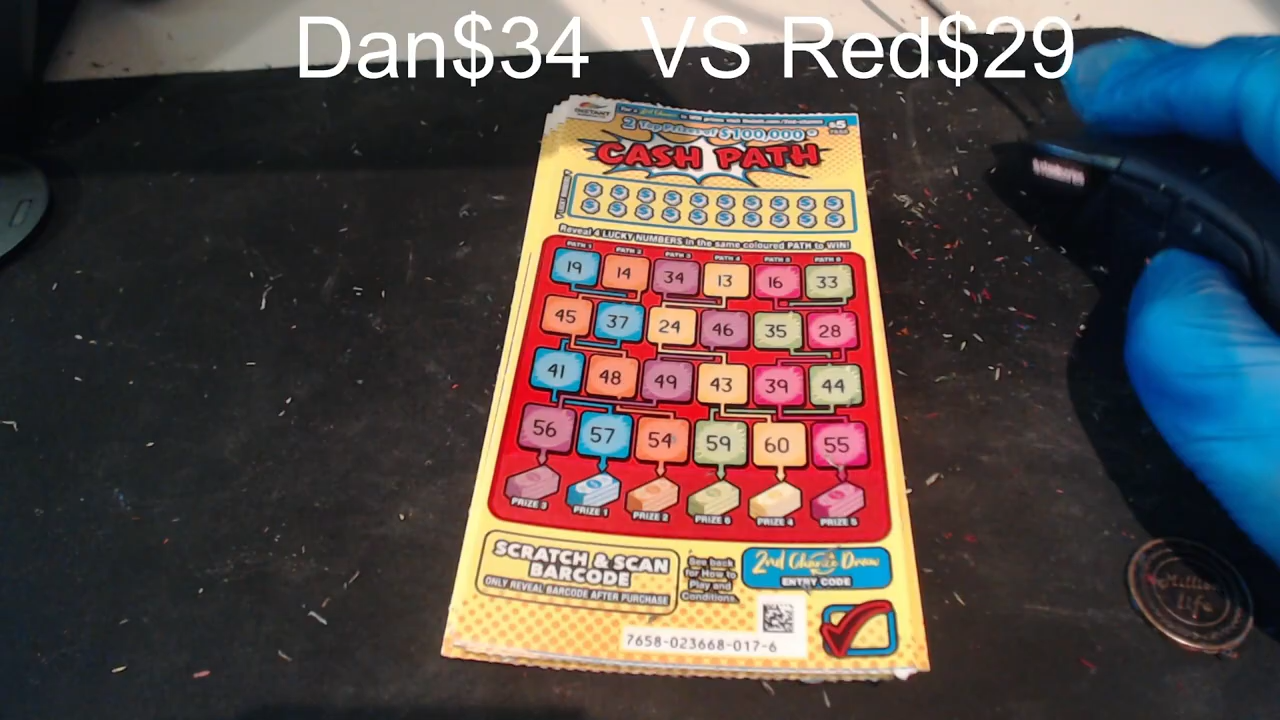 Dan$34 VS Red$29
INSTANT
$5
2 Top Prizes of $100,000
CASH PATH
Reveal 4 LUCKY NUMBERS in the same coloured PATH to WIN!
PATH 1 PATH 2 PATH 3 PATH 4 PATH 5 PATH 6
19 14 34 13 16 33
45 37 24 46 35 28
41 48 49 43 39 44
56 57 54 59 60 55
PRIZE 3 PRIZE 1 PRIZE 2 PRIZE 6 PRIZE 4 PRIZE 5
SCRATCH & SCAN
BARCODE
ONLY REVEAL BARCODE AFTER PURCHASE
See back
for How to
Play and
Conditions.
2nd Chance Draw
ENTRY CODE
7658-023668-017-6
Life